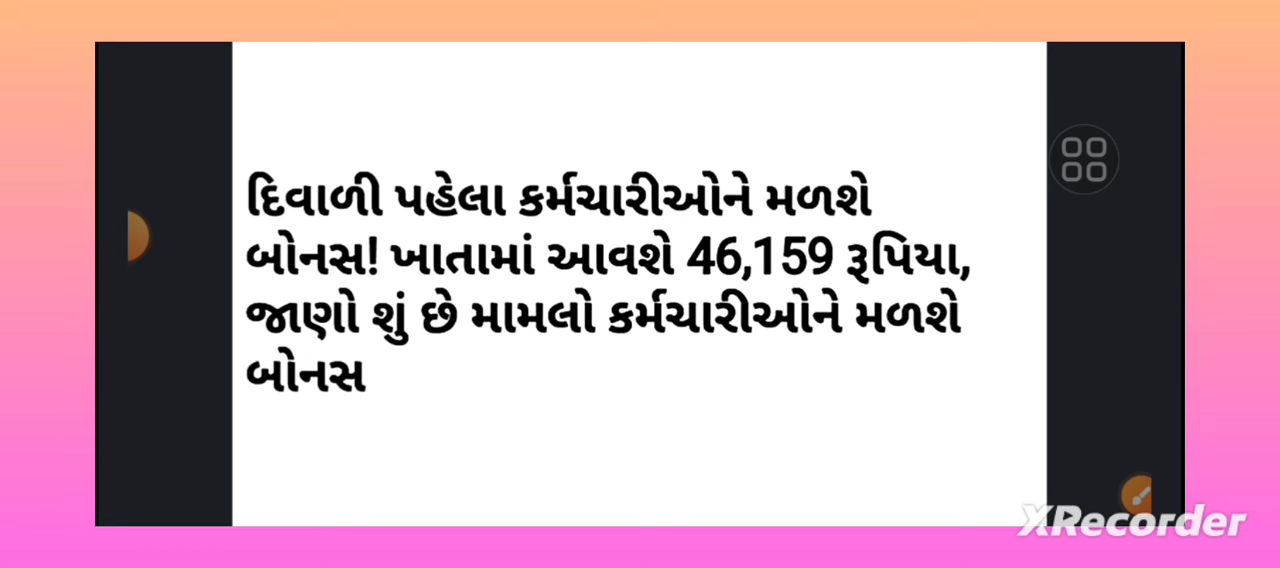 દિવાળી પહેલા કર્મચારીઓને મળશે
બોનસ! ખાતામાં આવશે 46,159 રૂપિયા,
જાણો શું છે મામલો કર્મચારીઓને મળશે
બોનસ
XRecorder